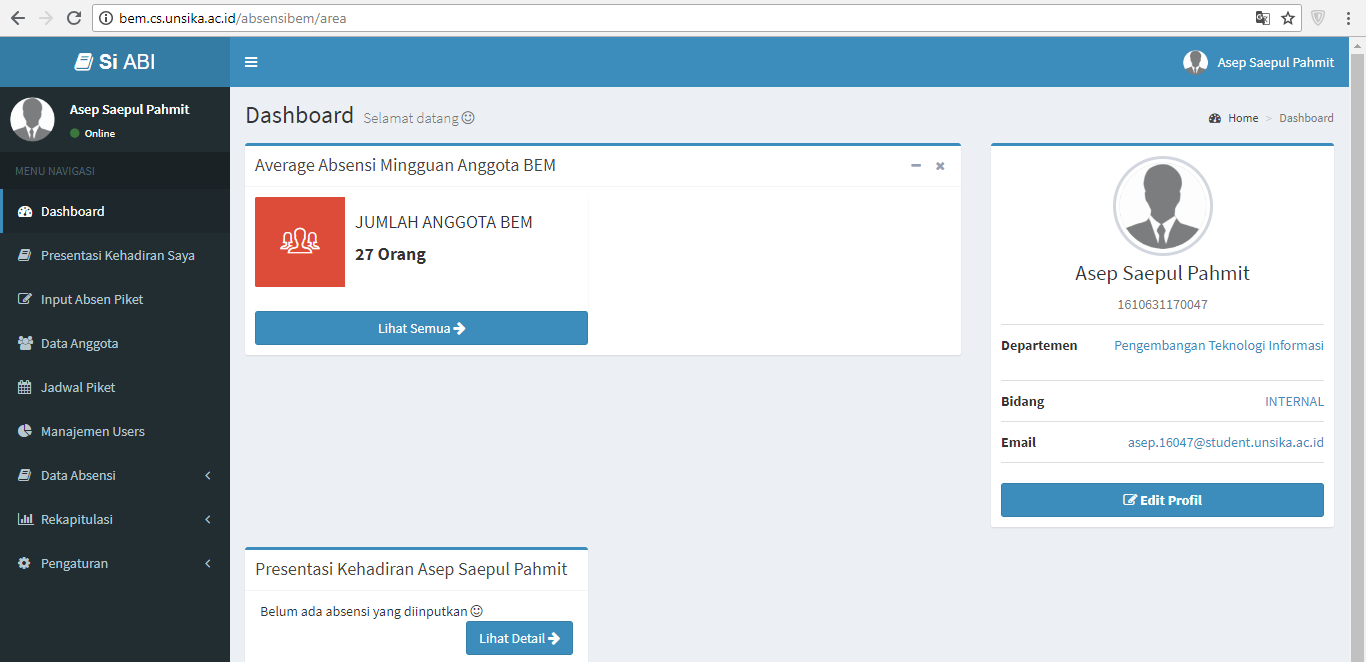 bem.cs.unsika.ac.id/absensibem/area
Si ABI
Asep Saepul Pahmit
Asep Saepul Pahmit
Online
MENU NAVIGASI
Dashboard
Presentasi Kehadiran Saya
Input Absen Piket
Data Anggota
Jadwal Piket
Manajemen Users
Data Absensi
Rekapitulasi
Pengaturan
Dashboard Selamat datang
Home > Dashboard
Average Absensi Mingguan Anggota BEM
JUMLAH ANGGOTA BEM
27 Orang
Lihat Semua
Asep Saepul Pahmit
1610631170047
Departemen Pengembangan Teknologi Informasi
Bidang INTERNAL
Email asep.16047@student.unsika.ac.id
Edit Profil
Presentasi Kehadiran Asep Saepul Pahmit
Belum ada absensi yang diinputkan
Lihat Detail